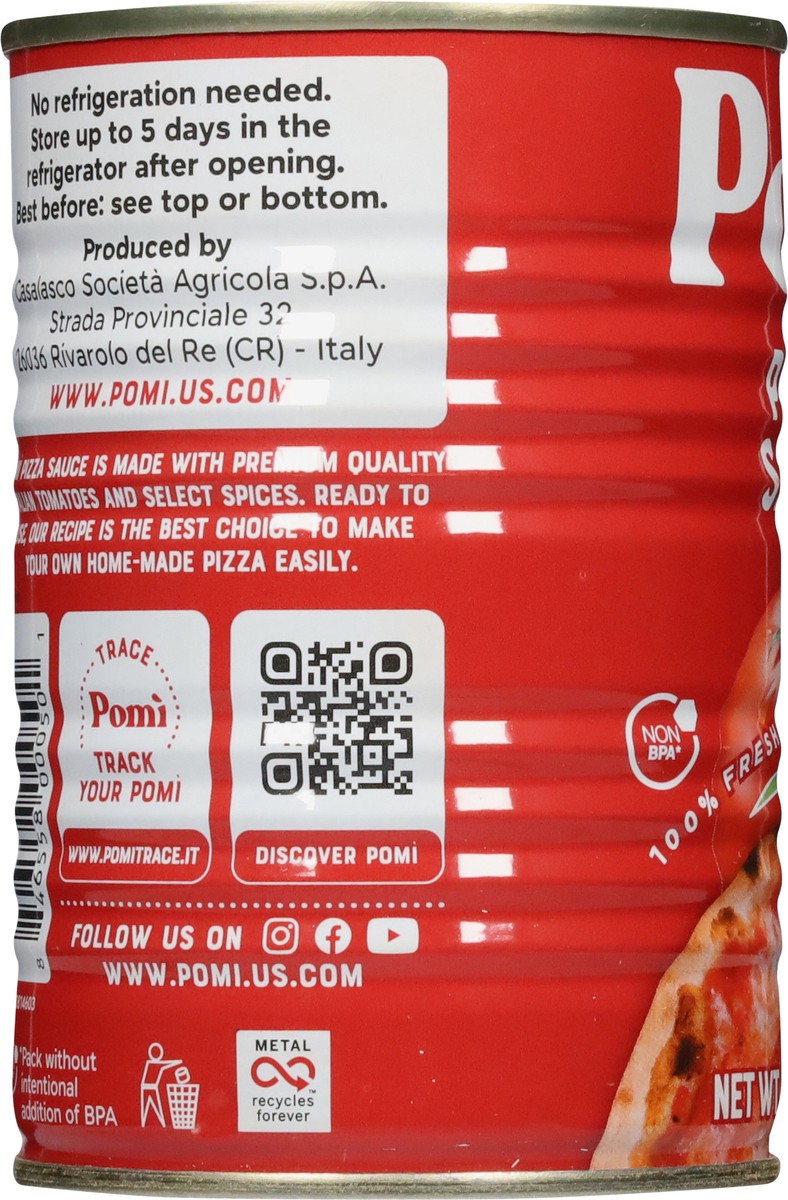 No refrigeration needed.
Store up to 5 days in the
refrigerator after opening.
Best before: see top or bottom.
Produced by
Casalasco Società Agricola S.p.A.
Strada Provinciale 32
26036 Rivarolo del Re (CR) - Italy
WWW.POMI.US.COM
PIZZA SAUCE IS MADE WITH PREMIUM QUALITY
TOMATOES AND SELECT SPICES. READY TO
OUR RECIPE IS THE BEST CHOICE TO MAKE
YOUR OWN HOME-MADE PIZZA EASILY.
TRACE
Pomì
TRACK
YOUR POMÌ
WWW.POMITRACE.IT
DISCOVER POMÌ
8 46558 00050 1
FOLLOW US ON
WWW.POMI.US.COM
*Pack without
intentional
addition of BPA
METAL
recycles
forever
™
NON
BPA*
100% FRESH
NET WT